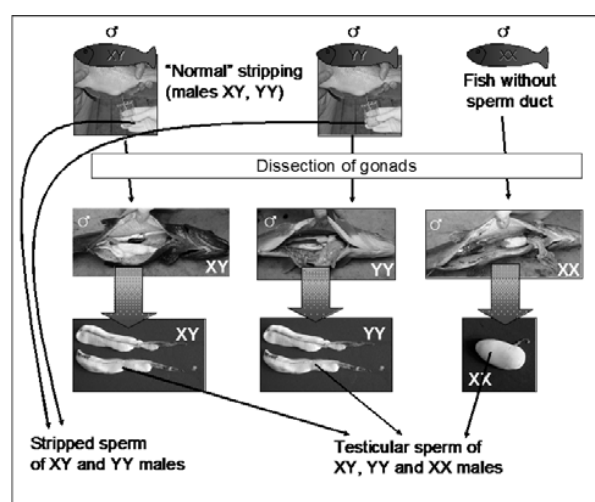 ♂
♂
♂
XY
YY
XX
"Normal" stripping
(males XY, YY)
Fish without
sperm duct
Dissection of gonads
♂
♂
♂
XY
YY
XX
XY
YY
XX
Stripped sperm
of XY and YY males
Testicular sperm of
XY, YY and XX males